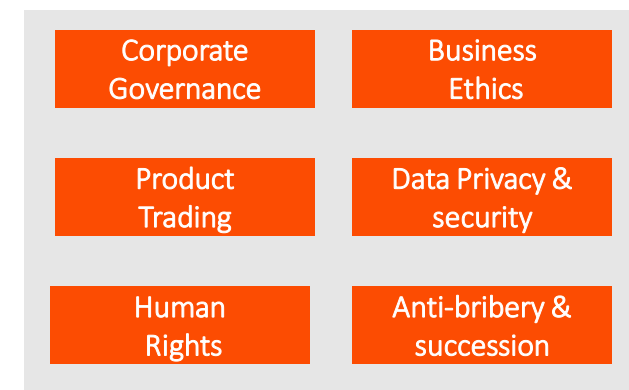 Corporate
Governance
Business
Ethics
Product
Trading
Data Privacy &
security
Human
Rights
Anti-bribery &
succession